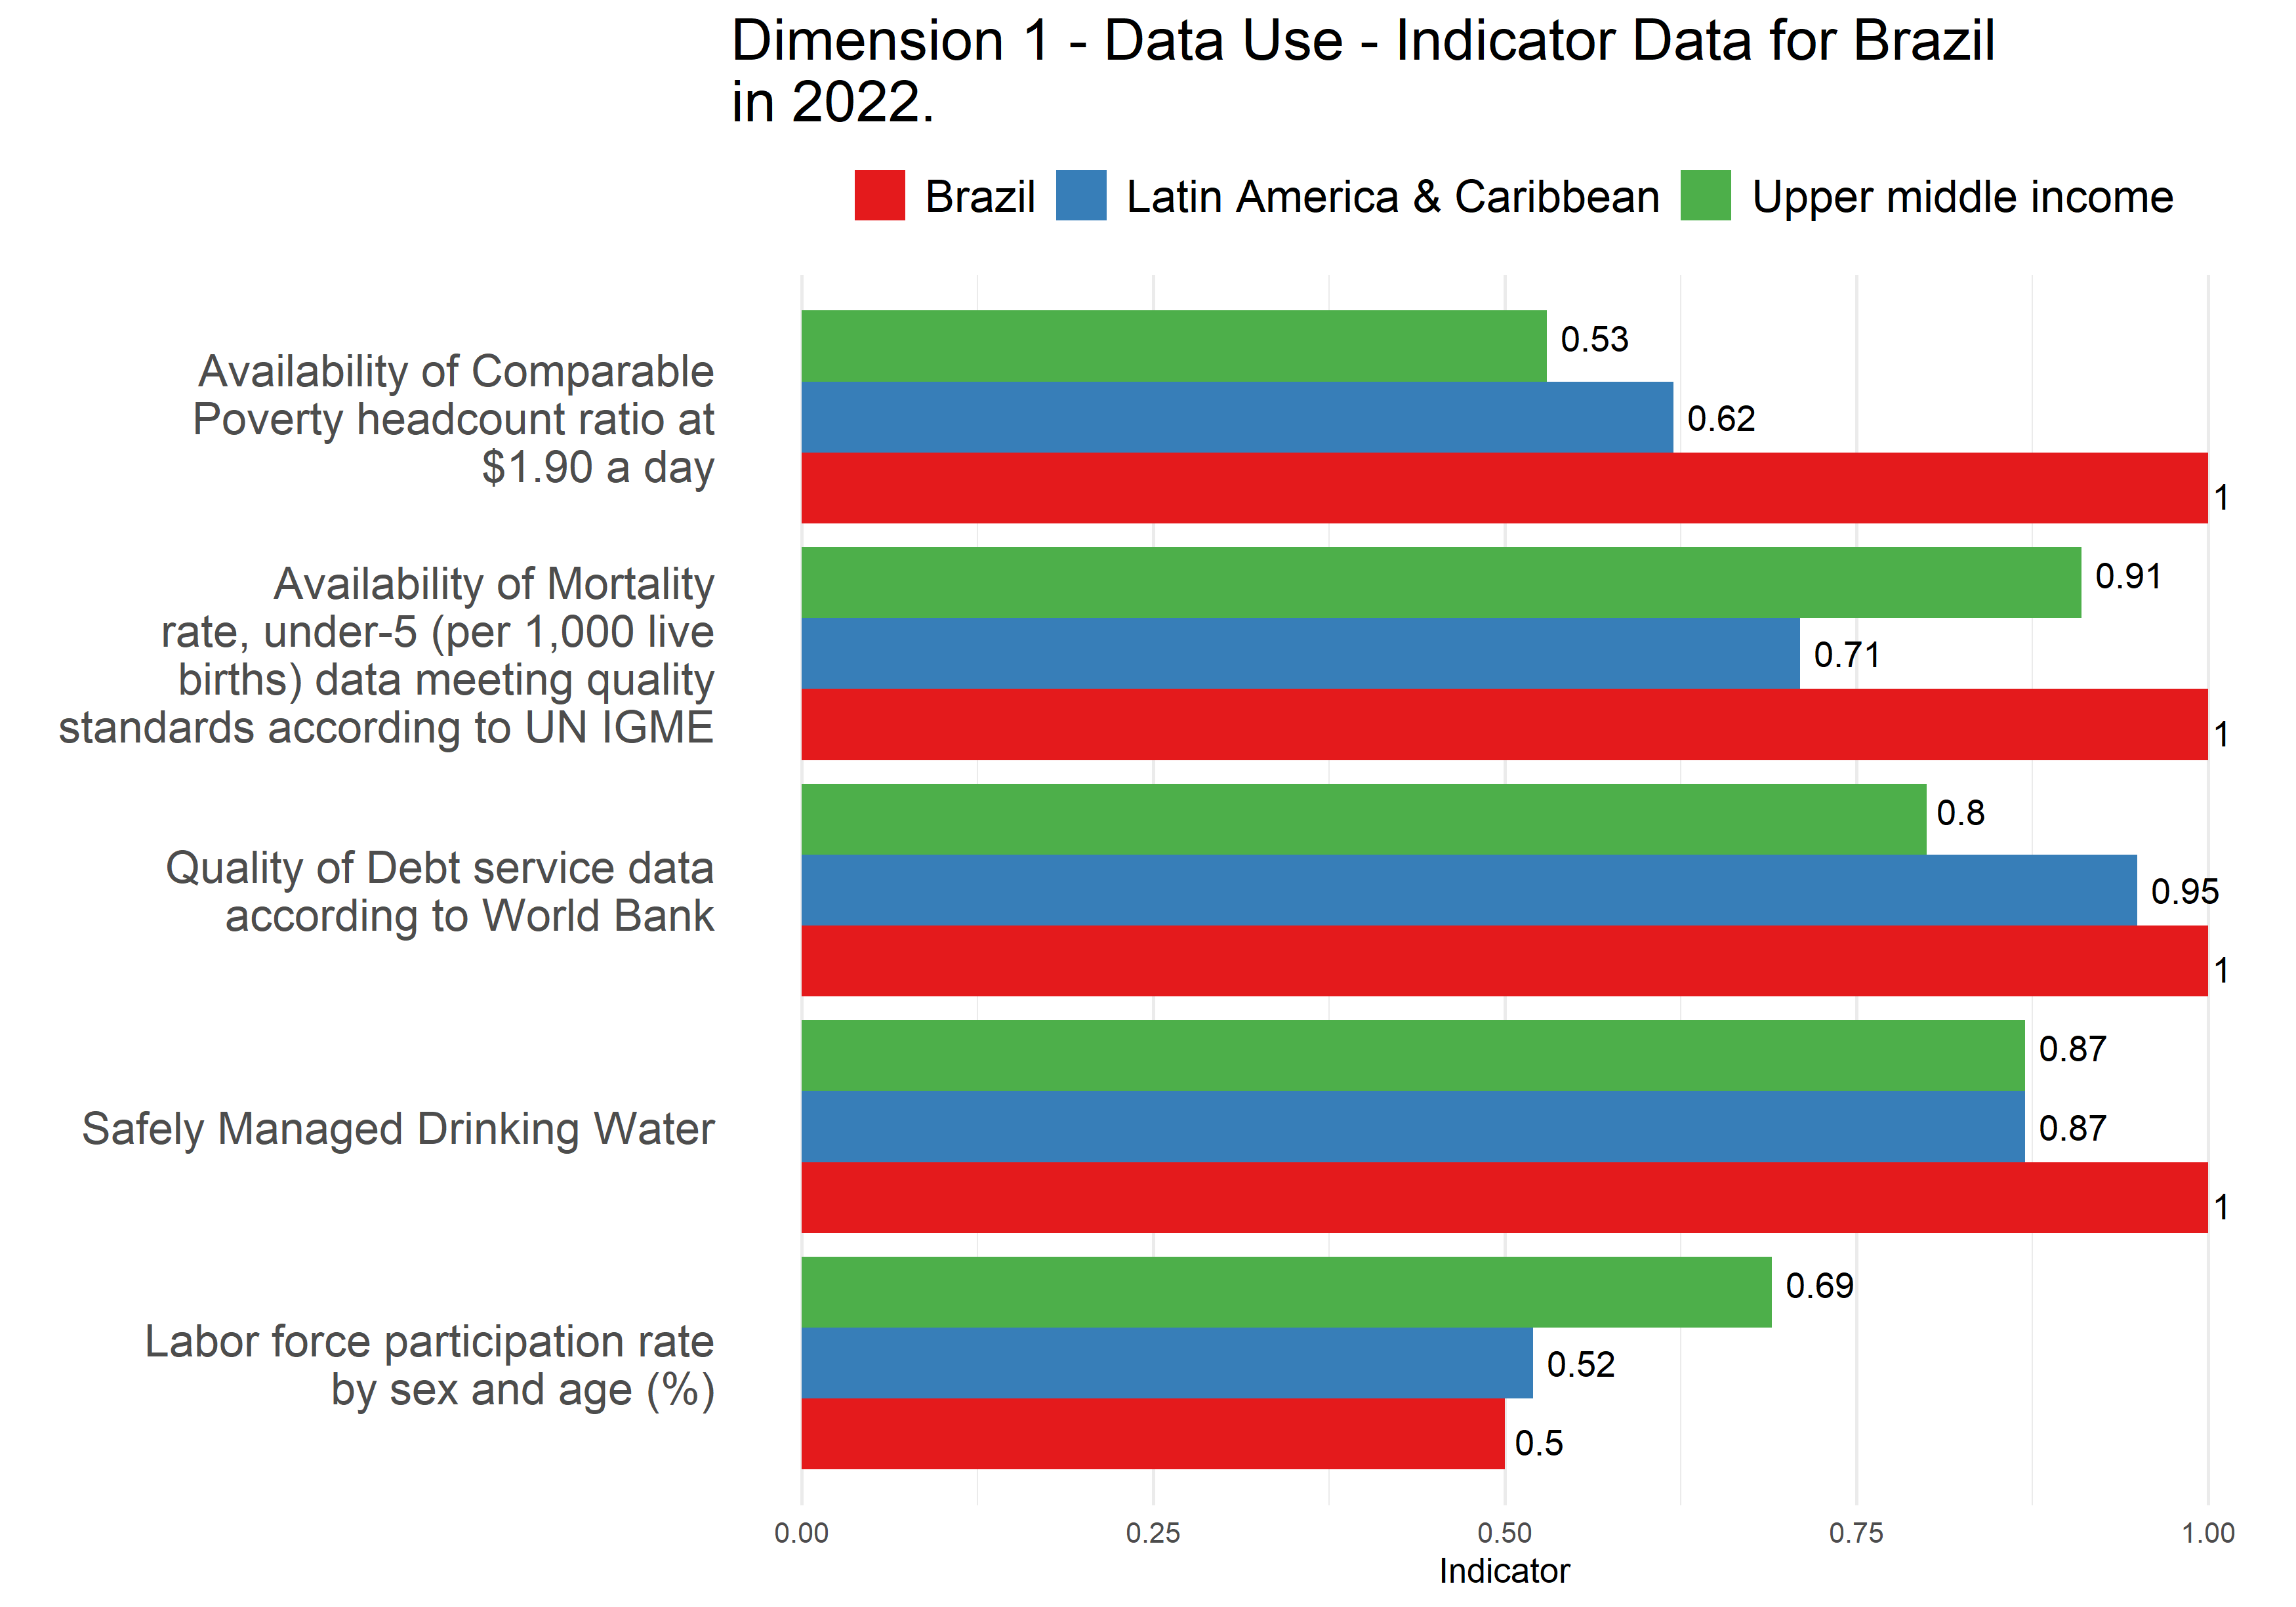 Dimension 1 - Data Use - Indicator Data for Brazil
in 2022.
Brazil
Latin America & Caribbean
Upper middle income
Availability of Comparable
Poverty headcount ratio at
$1.90 a day
0.53
0.62
1
Availability of Mortality
rate, under-5 (per 1,000 live
births) data meeting quality
standards according to UN IGME
0.91
0.71
1
Quality of Debt service data
according to World Bank
0.8
0.95
1
Safely Managed Drinking Water
0.87
0.87
1
Labor force participation rate
by sex and age (%)
0.69
0.52
0.5
0.00
0.25
0.50
0.75
1.00
Indicator